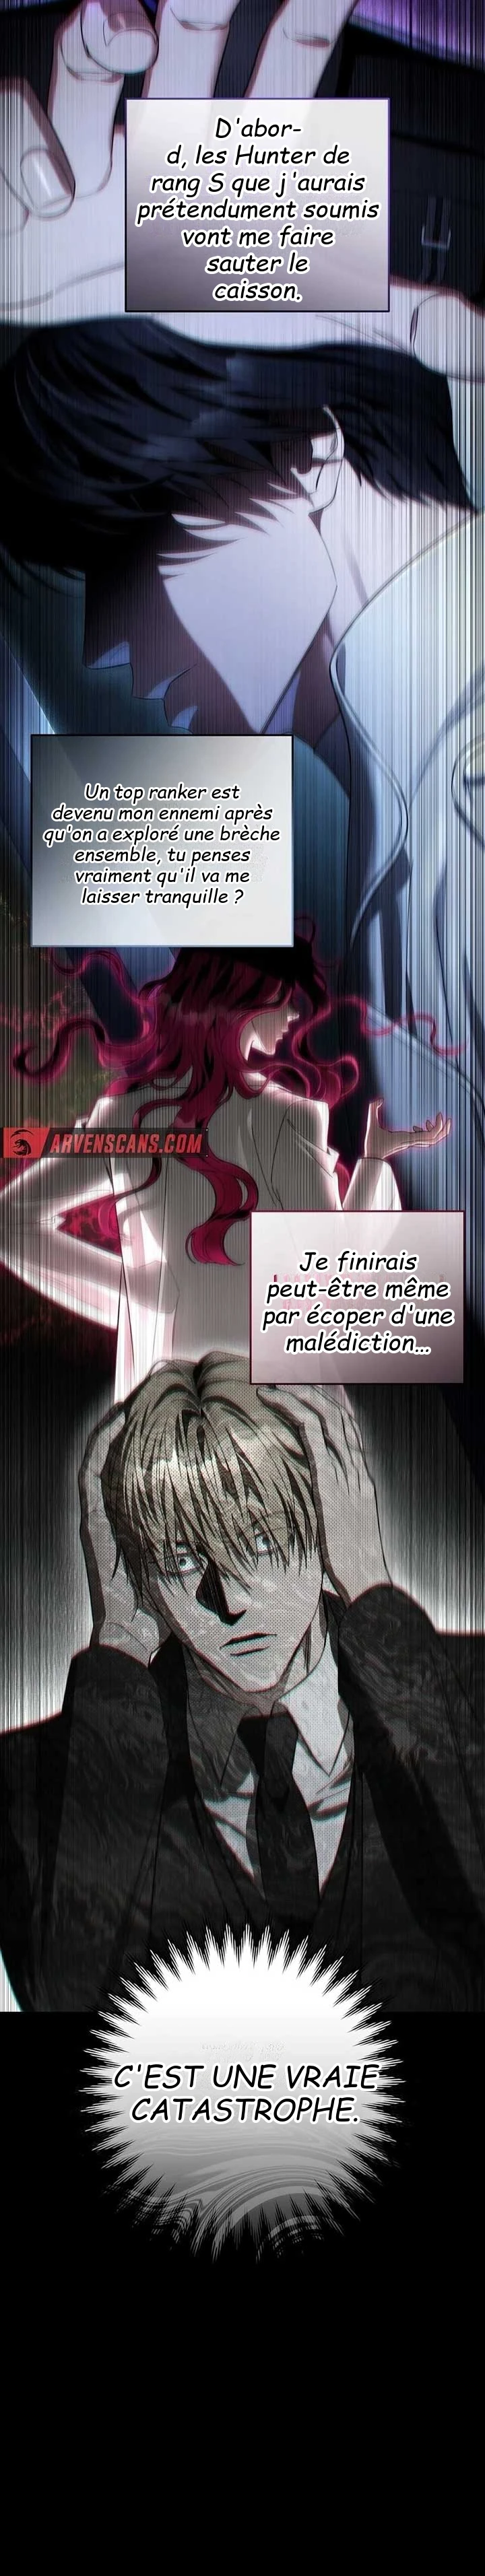 D'abor-
d, les Hunter de
rang S que j'aurais
prétendument soumis
vont me faire
sauter le
caisson.
Un top ranker est
devenu mon ennemi après
qu'on a exploré une brèche
ensemble, tu penses
vraiment qu'il va me
laisser tranquille ?
ARVENSCANS.COM
Je finirais
peut-être même
par écoper d'une
malédiction...
C'EST UNE VRAIE
CATASTROPHE.